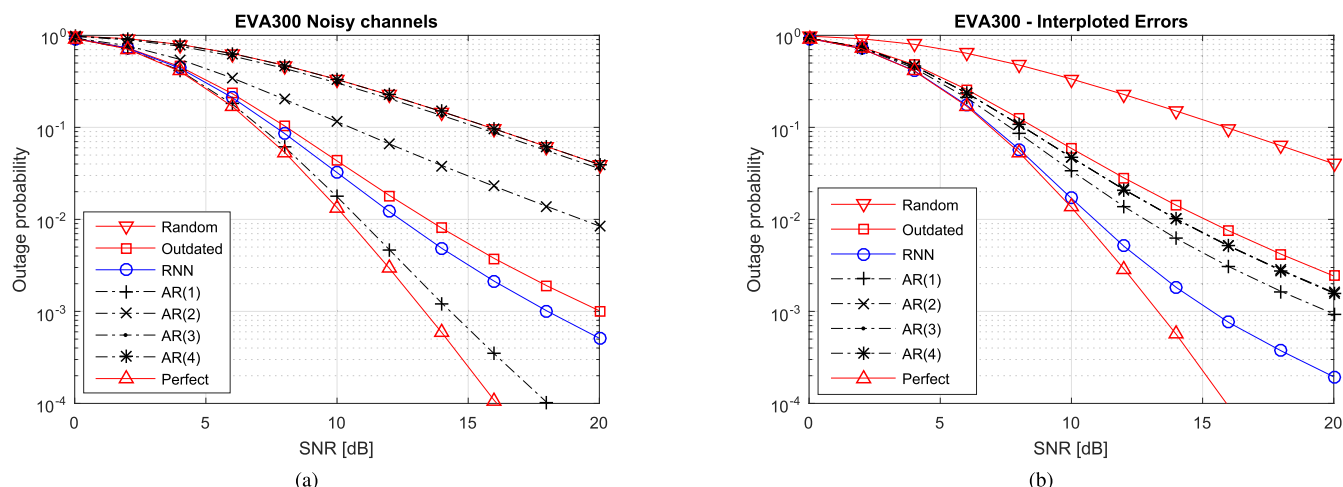 EVA300 Noisy channels
10^0
10^-1
10^-2
10^-3
10^-4
Outage probability
Random
Outdated
RNN
AR(1)
AR(2)
AR(3)
AR(4)
Perfect
0 5 10 15 20
SNR [dB]
(a)
EVA300 - Interploted Errors
10^0
10^-1
10^-2
10^-3
10^-4
Outage probability
Random
Outdated
RNN
AR(1)
AR(2)
AR(3)
AR(4)
Perfect
0 5 10 15 20
SNR [dB]
(b)